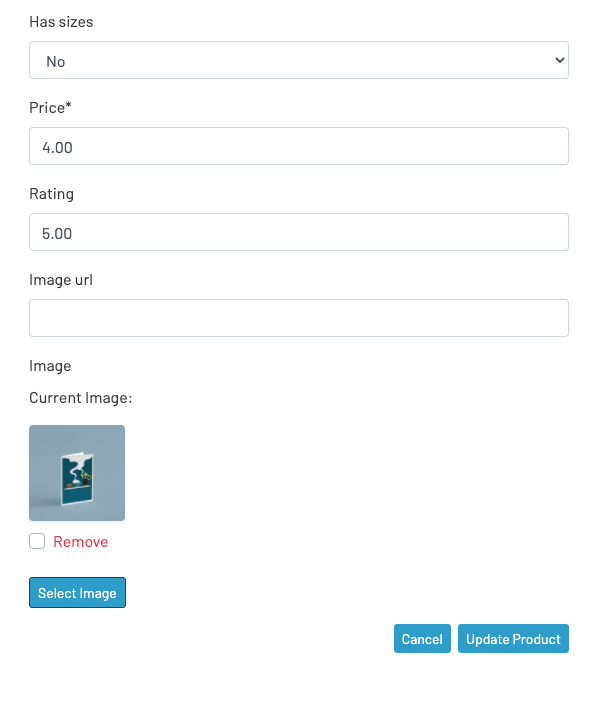 Has sizes
No
Price*
4.00
Rating
5.00
Image url
Image
Current Image:
Remove
Select Image
Cancel Update Product